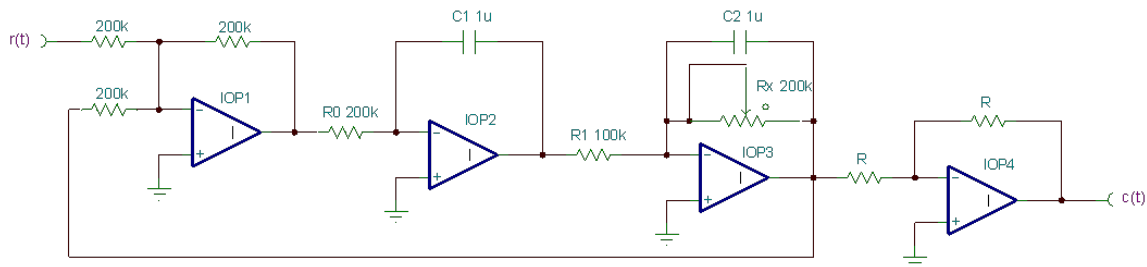 C1 1u
C2 1u
200k
200k
r(t)
200k
Rx 200k
R
IOP1
R0 200k
IOP2
R1 100k
IOP3
R
IOP4
c(t)